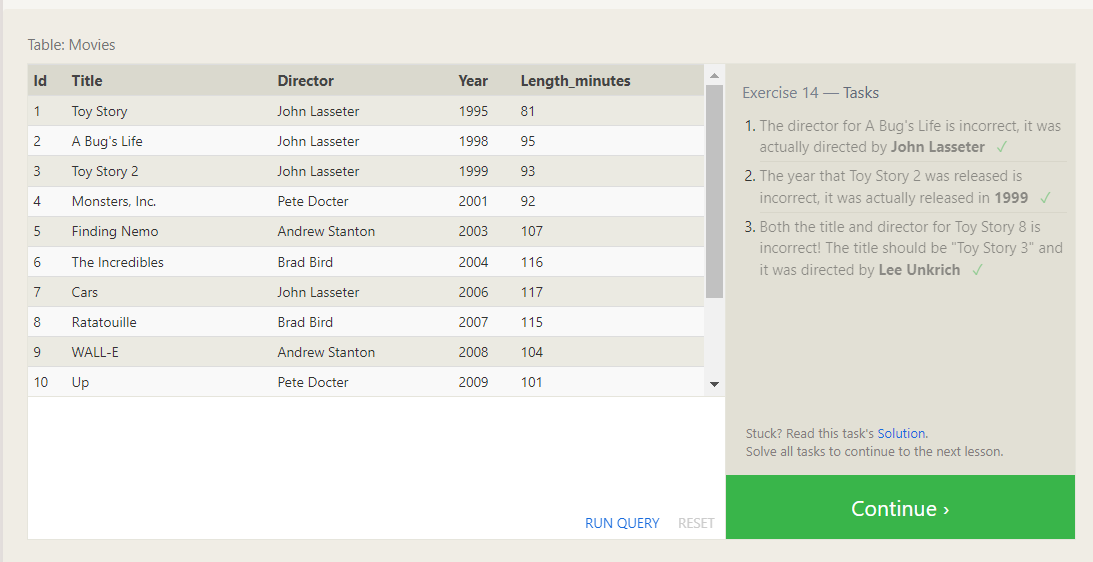 Table: Movies
Id Title Director Year Length_minutes
1 Toy Story John Lasseter 1995 81
2 A Bug's Life John Lasseter 1998 95
3 Toy Story 2 John Lasseter 1999 93
4 Monsters, Inc. Pete Docter 2001 92
5 Finding Nemo Andrew Stanton 2003 107
6 The Incredibles Brad Bird 2004 116
7 Cars John Lasseter 2006 117
8 Ratatouille Brad Bird 2007 115
9 WALL-E Andrew Stanton 2008 104
10 Up Pete Docter 2009 101
RUN QUERY RESET
Exercise 14 — Tasks
1. The director for A Bug's Life is incorrect, it was
actually directed by John Lasseter ✓
2. The year that Toy Story 2 was released is
incorrect, it was actually released in 1999 ✓
3. Both the title and director for Toy Story 8 is
incorrect! The title should be "Toy Story 3" and
it was directed by Lee Unkrich ✓
Stuck? Read this task's Solution.
Solve all tasks to continue to the next lesson.
Continue ›